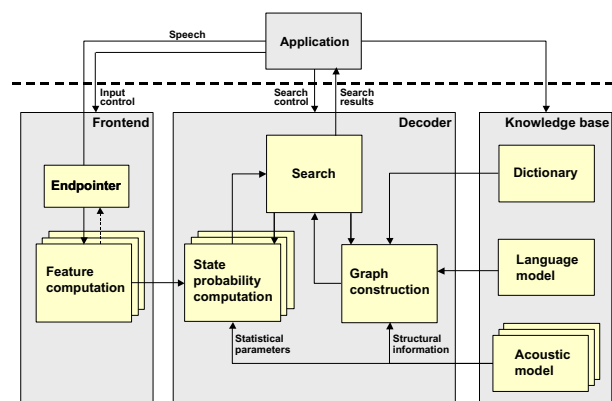 Speech
Application
Input
control
Search
control
Search
results
Frontend
Decoder
Knowledge base
Endpointer
Search
Dictionary
Feature
computation
State
probability
computation
Graph
construction
Language
model
Statistical
parameters
Structural
information
Acoustic
model